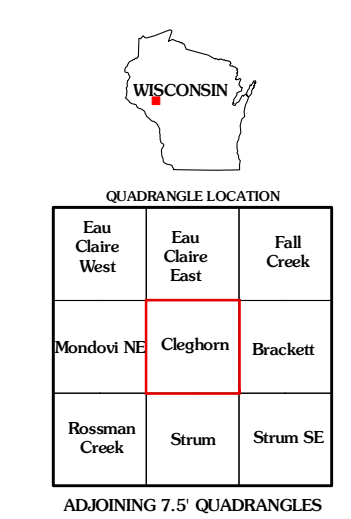 WISCONSIN
QUADRANGLE LOCATION
Eau
Claire
West
Eau
Claire
East
Fall
Creek
Mondovi NE
Cleghorn
Brackett
Rossman
Creek
Strum
Strum SE
ADJOINING 7.5' QUADRANGLES